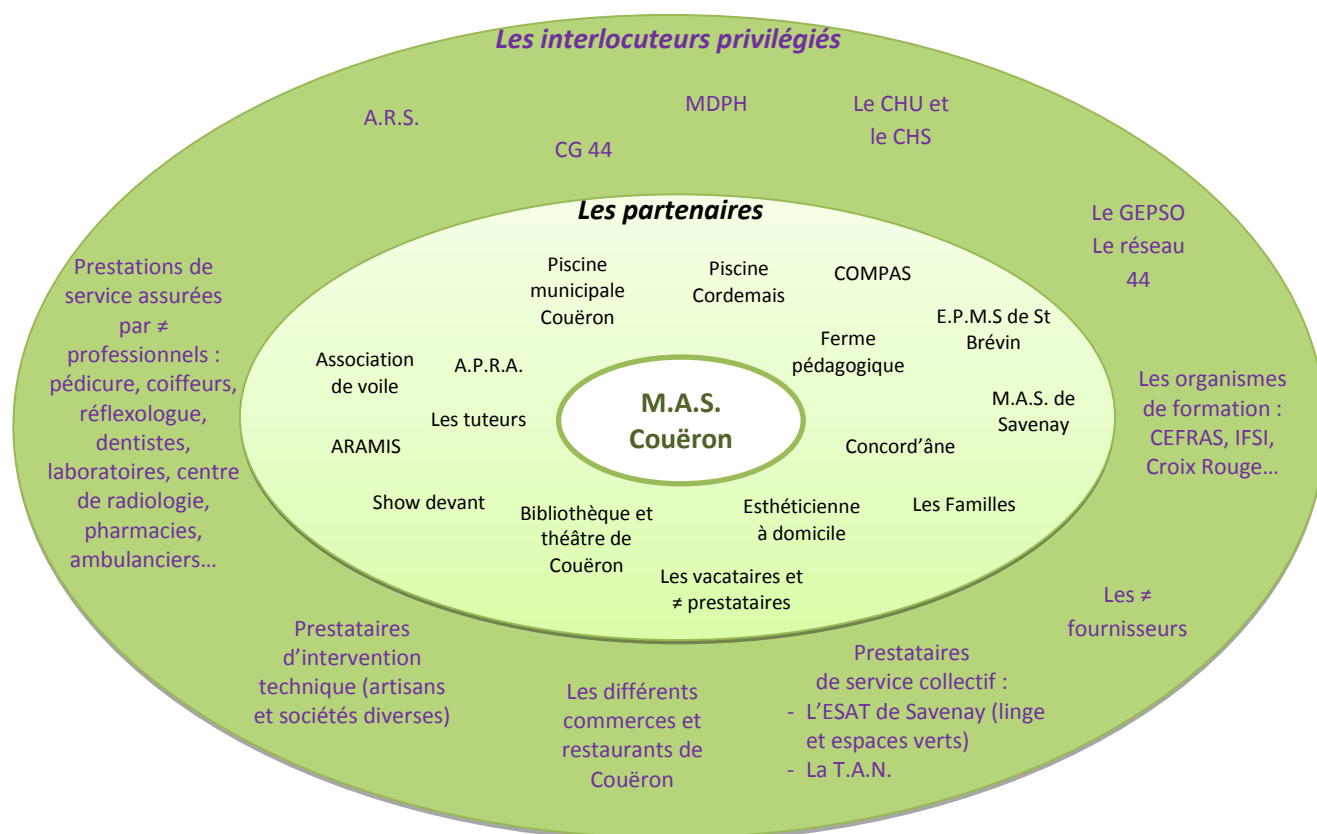 Les interlocuteurs privilégiés
A.R.S.
CG 44
MDPH
Le CHU et
le CHS
Le GEPSO
Le réseau
44
Les organismes
de formation :
CEFRAS, IFSI,
Croix Rouge…
Les ≠
fournisseurs
Prestataires
de service collectif :
- L’ESAT de Savenay (linge
et espaces verts)
- La T.A.N.
Les différents
commerces et
restaurants de
Couëron
Prestataires
d’intervention
technique (artisans
et sociétés diverses)
Prestations de
service assurées
par ≠
professionnels :
pédicure, coiffeurs,
réflexologue,
dentistes,
laboratoires, centre
de radiologie,
pharmacies,
ambulanciers…
Les partenaires
Piscine
municipale
Couëron
Piscine
Cordemais
COMPAS
E.P.M.S de St
Brévin
Ferme
pédagogique
M.A.S. de
Savenay
Concord’âne
Les Familles
Esthéticienne
à domicile
Les vacataires et
≠ prestataires
Bibliothèque et
théâtre de
Couëron
Show devant
ARAMIS
Les tuteurs
Association
de voile
A.P.R.A.
M.A.S.
Couëron